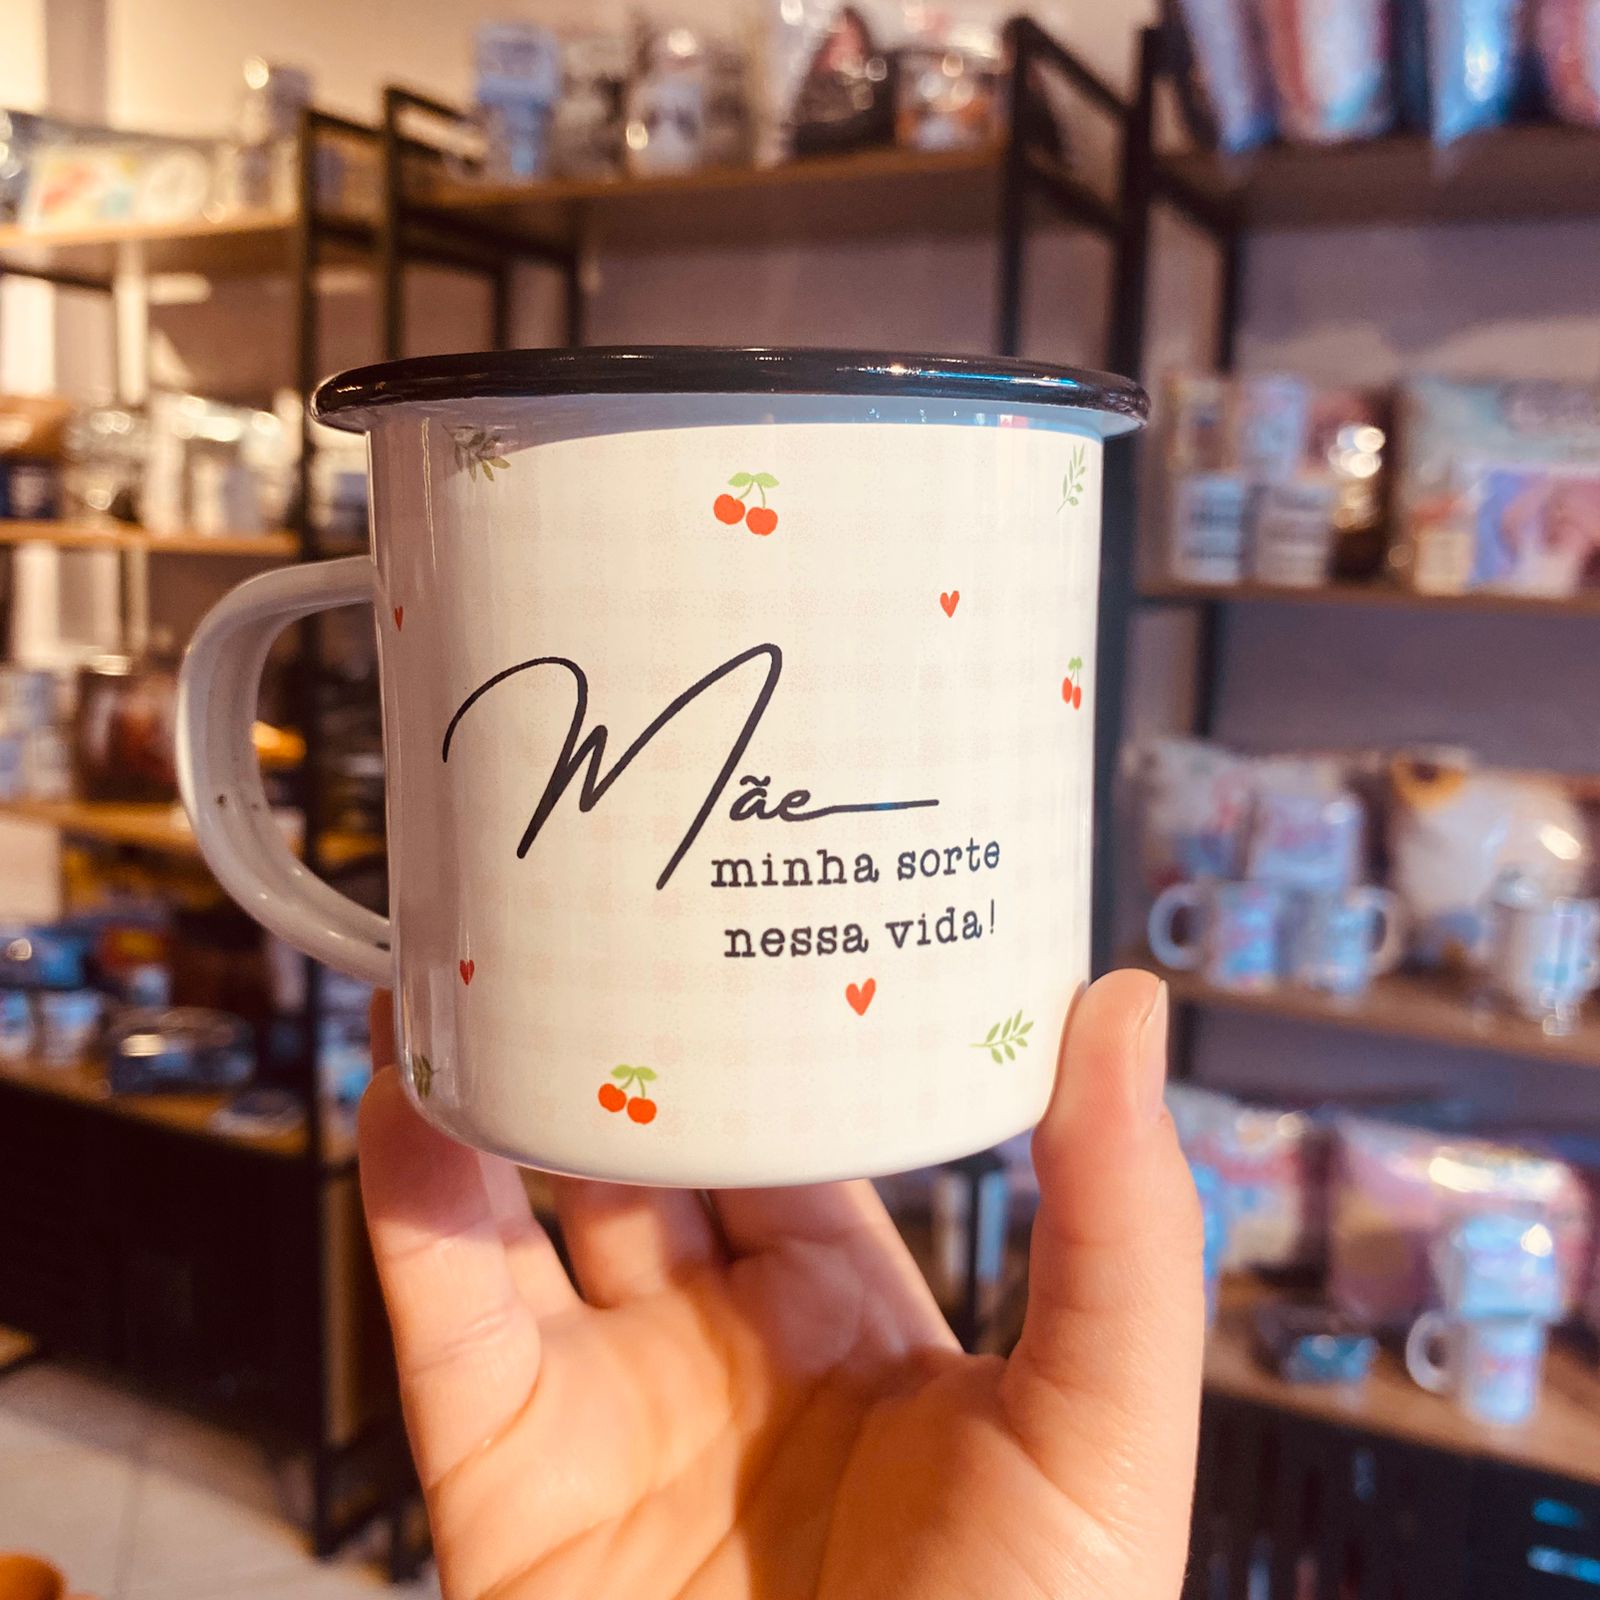 Mãe
minha sorte
nessa vida!